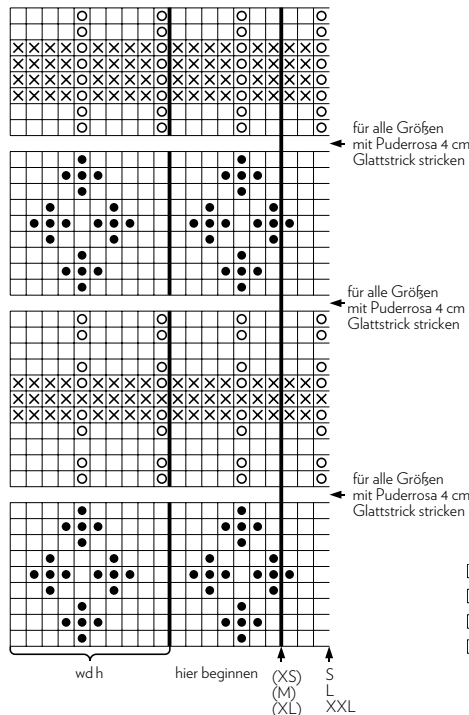 für alle Größen
mit Puderrosa 4 cm
Glattstrick stricken
für alle Größen
mit Puderrosa 4 cm
Glattstrick stricken
für alle Größen
mit Puderrosa 4 cm
Glattstrick stricken
wdh
hier beginnen
(XS)
(M)
(XL)
S
L
XXL